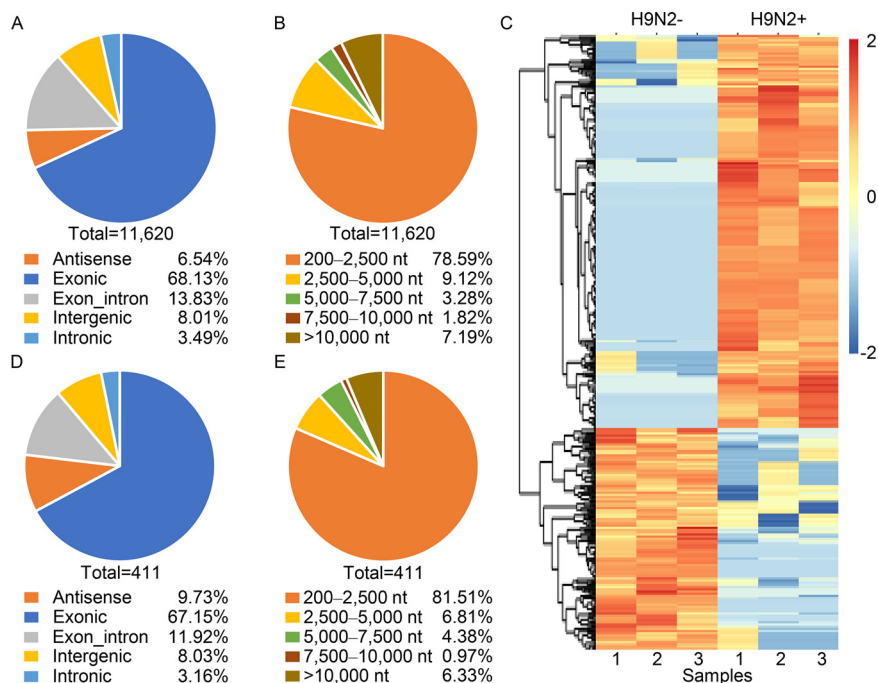 A
Total=11,620
Antisense 6.54%
Exonic 68.13%
Exon_intron 13.83%
Intergenic 8.01%
Intronic 3.49%
B
Total=11,620
200–2,500 nt 78.59%
2,500–5,000 nt 9.12%
5,000–7,500 nt 3.28%
7,500–10,000 nt 1.82%
>10,000 nt 7.19%
C
H9N2- H9N2+
2
0
-2
1 2 3 1 2 3
Samples
D
Total=411
Antisense 9.73%
Exonic 67.15%
Exon_intron 11.92%
Intergenic 8.03%
Intronic 3.16%
E
Total=411
200–2,500 nt 81.51%
2,500–5,000 nt 6.81%
5,000–7,500 nt 4.38%
7,500–10,000 nt 0.97%
>10,000 nt 6.33%